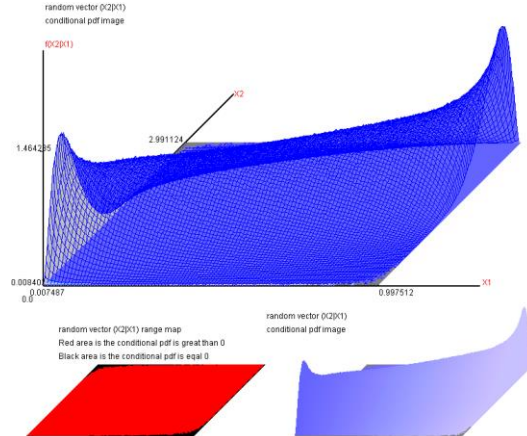 random vector (X2|X1)
conditional pdf image
f(X2|X1)
X2
2.991124
1.464235
0.00840
0.007487
0.0
0.997512
X1
random vector (X2|X1) range map
Red area is the conditional pdf is great than 0
Black area is the conditional pdf is eqal 0
random vector (X2|X1)
conditional pdf image